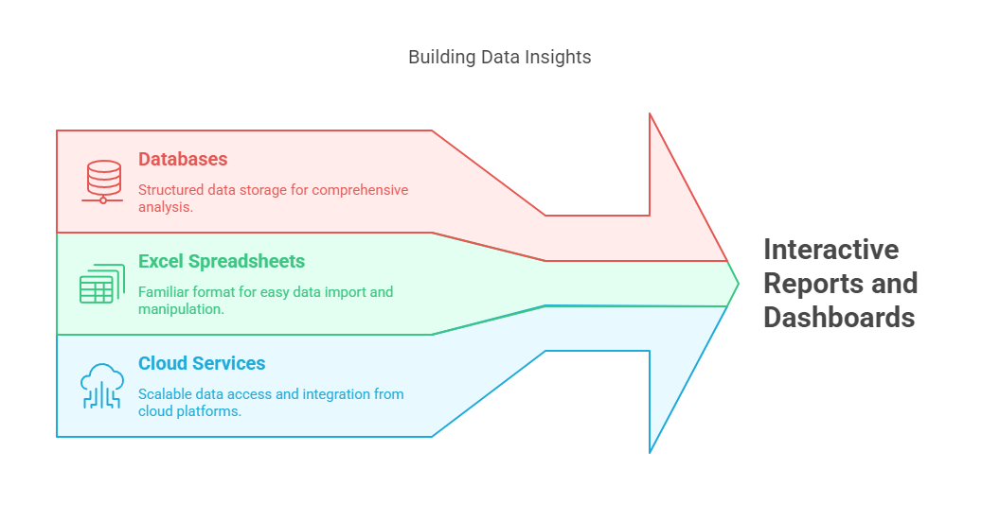 Building Data Insights
Databases
Structured data storage for comprehensive
analysis.
Excel Spreadsheets
Familiar format for easy data import and
manipulation.
Cloud Services
Scalable data access and integration from
cloud platforms.
Interactive
Reports and
Dashboards